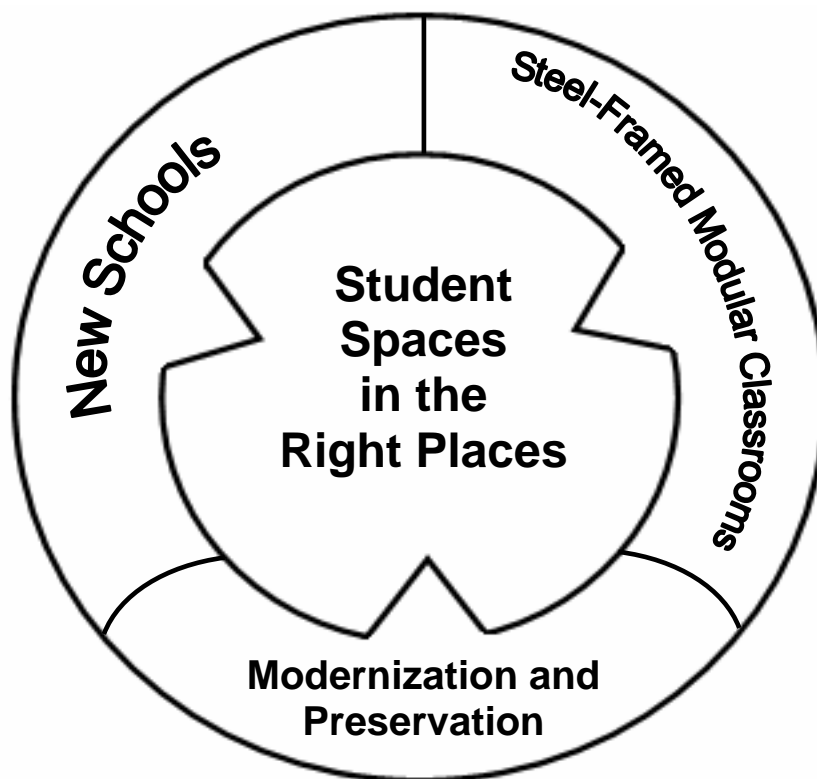 New Schools
Steel-Framed Modular Classrooms
Student
Spaces
in the
Right Places
Modernization and
Preservation